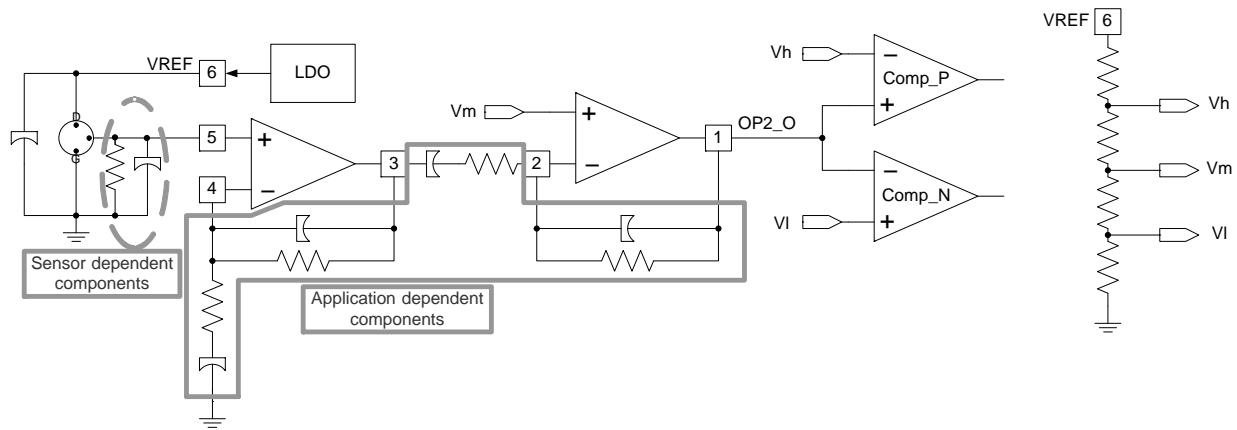 VREF
6
LDO
D
G
5
+
4
−
3
Sensor dependent
components
Application dependent
components
Vm
+
2
−
1
OP2_O
Vh
−
Comp_P
+
−
Comp_N
Vl
+
VREF
6
Vh
Vm
Vl